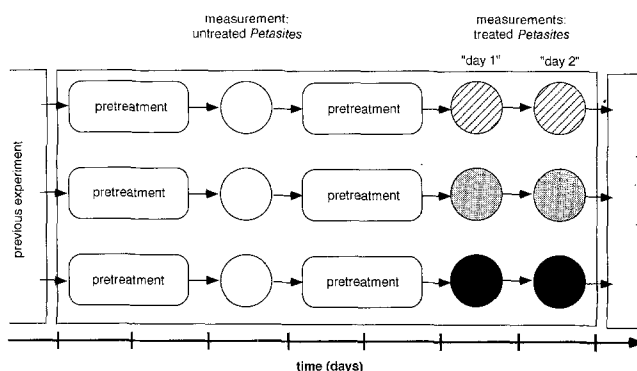 measurement:
untreated Petasites
measurements:
treated Petasites
"day 1"
"day 2"
previous experiment
pretreatment
pretreatment
pretreatment
pretreatment
pretreatment
pretreatment
time (days)